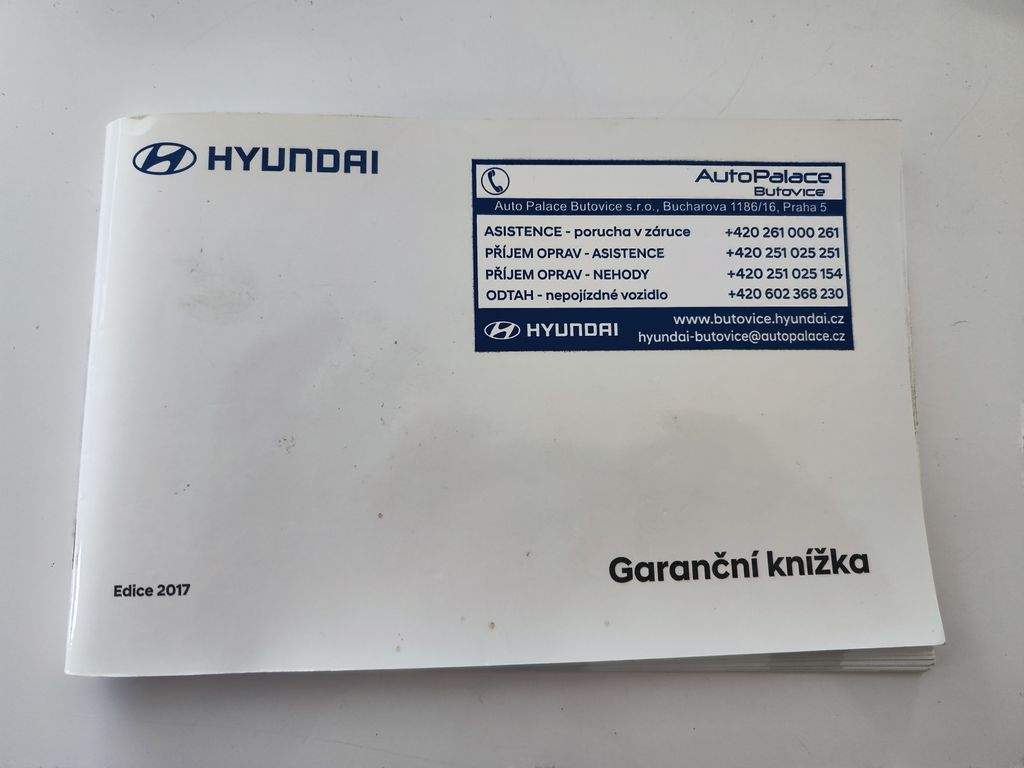 HYUNDAI
AutoPalace
Butovice
Auto Palace Butovice s.r.o., Bucharova 1186/16, Praha 5
ASISTENCE - porucha v záruce +420 261 000 261
PŘÍJEM OPRAV - ASISTENCE +420 251 025 251
PŘÍJEM OPRAV - NEHODY +420 251 025 154
ODTAH - nepojízdné vozidlo +420 602 368 230
HYUNDAI www.butovice.hyundai.cz
hyundai-butovice@autopalace.cz
Garanční knížka
Edice 2017